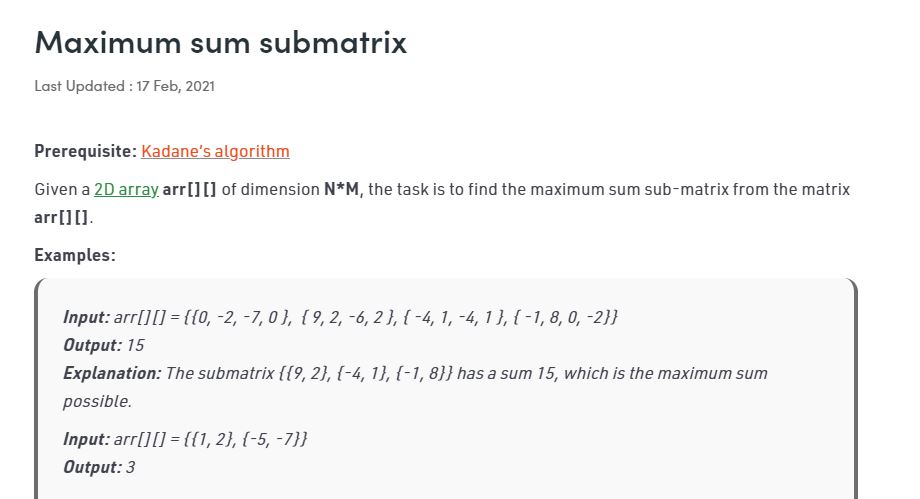 Maximum sum submatrix
Last Updated : 17 Feb, 2021
Prerequisite: Kadane's algorithm
Given a 2D array arr[][] of dimension N*M, the task is to find the maximum sum sub-matrix from the matrix
arr[][].
Examples:
Input: arr[][] = {{0, -2, -7, 0 }, { 9, 2, -6, 2 }, { -4, 1, -4, 1 }, { -1, 8, 0, -2}}
Output: 15
Explanation: The submatrix {{9, 2}, {-4, 1}, {-1, 8}} has a sum 15, which is the maximum sum
possible.
Input: arr[][] = {{1, 2}, {-5, -7}}
Output: 3